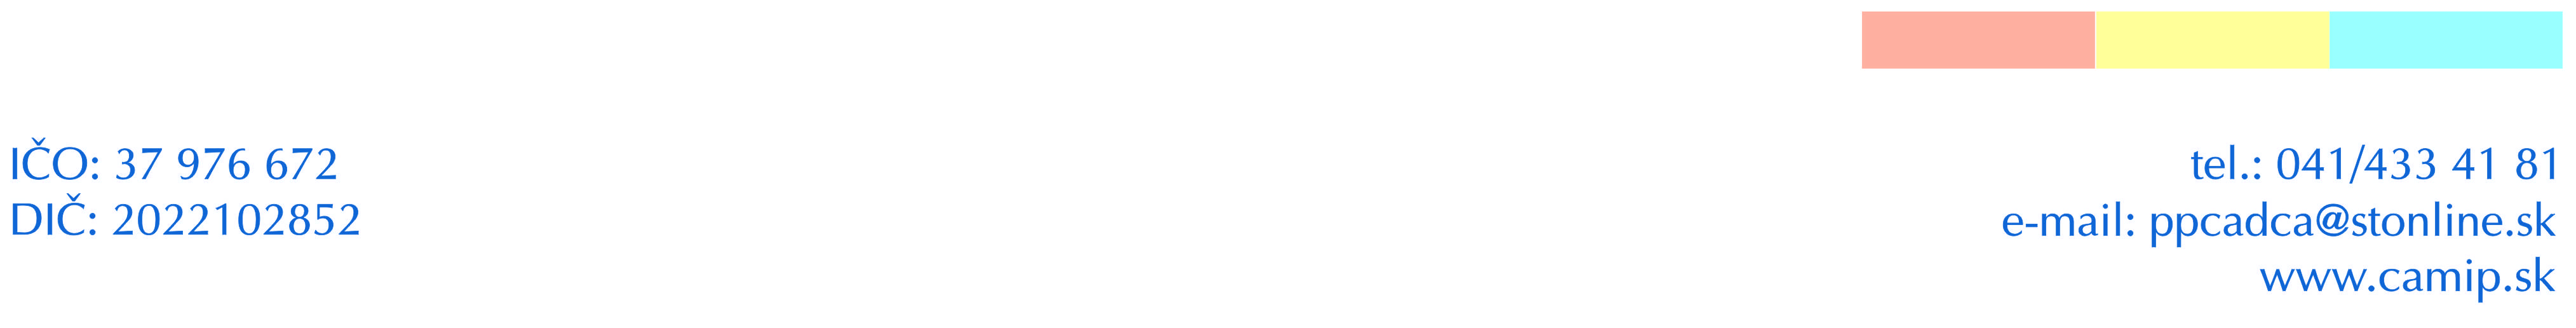 IČO: 37 976 672
DIČ: 2022102852
tel.: 041/433 41 81
e-mail: ppcadca@stonline.sk
www.camip.sk